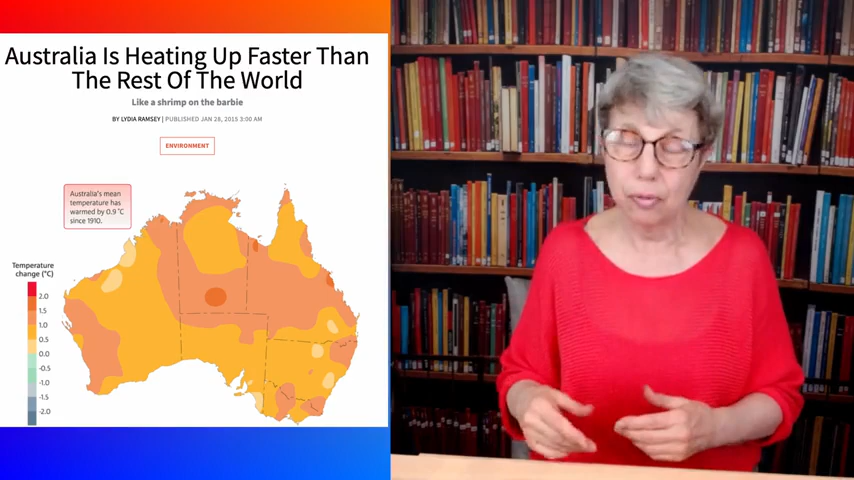 Australia Is Heating Up Faster Than
The Rest Of The World
Like a shrimp on the barbie
BY LYDIA RAMSEY | PUBLISHED JAN 28, 2015 3:00 AM
ENVIRONMENT
Australia's mean
temperature has
warmed by 0.9 °C
since 1910.
Temperature
change (°C)
2.0
1.5
1.0
0.5
0.0
-0.5
-1.0
-1.5
-2.0